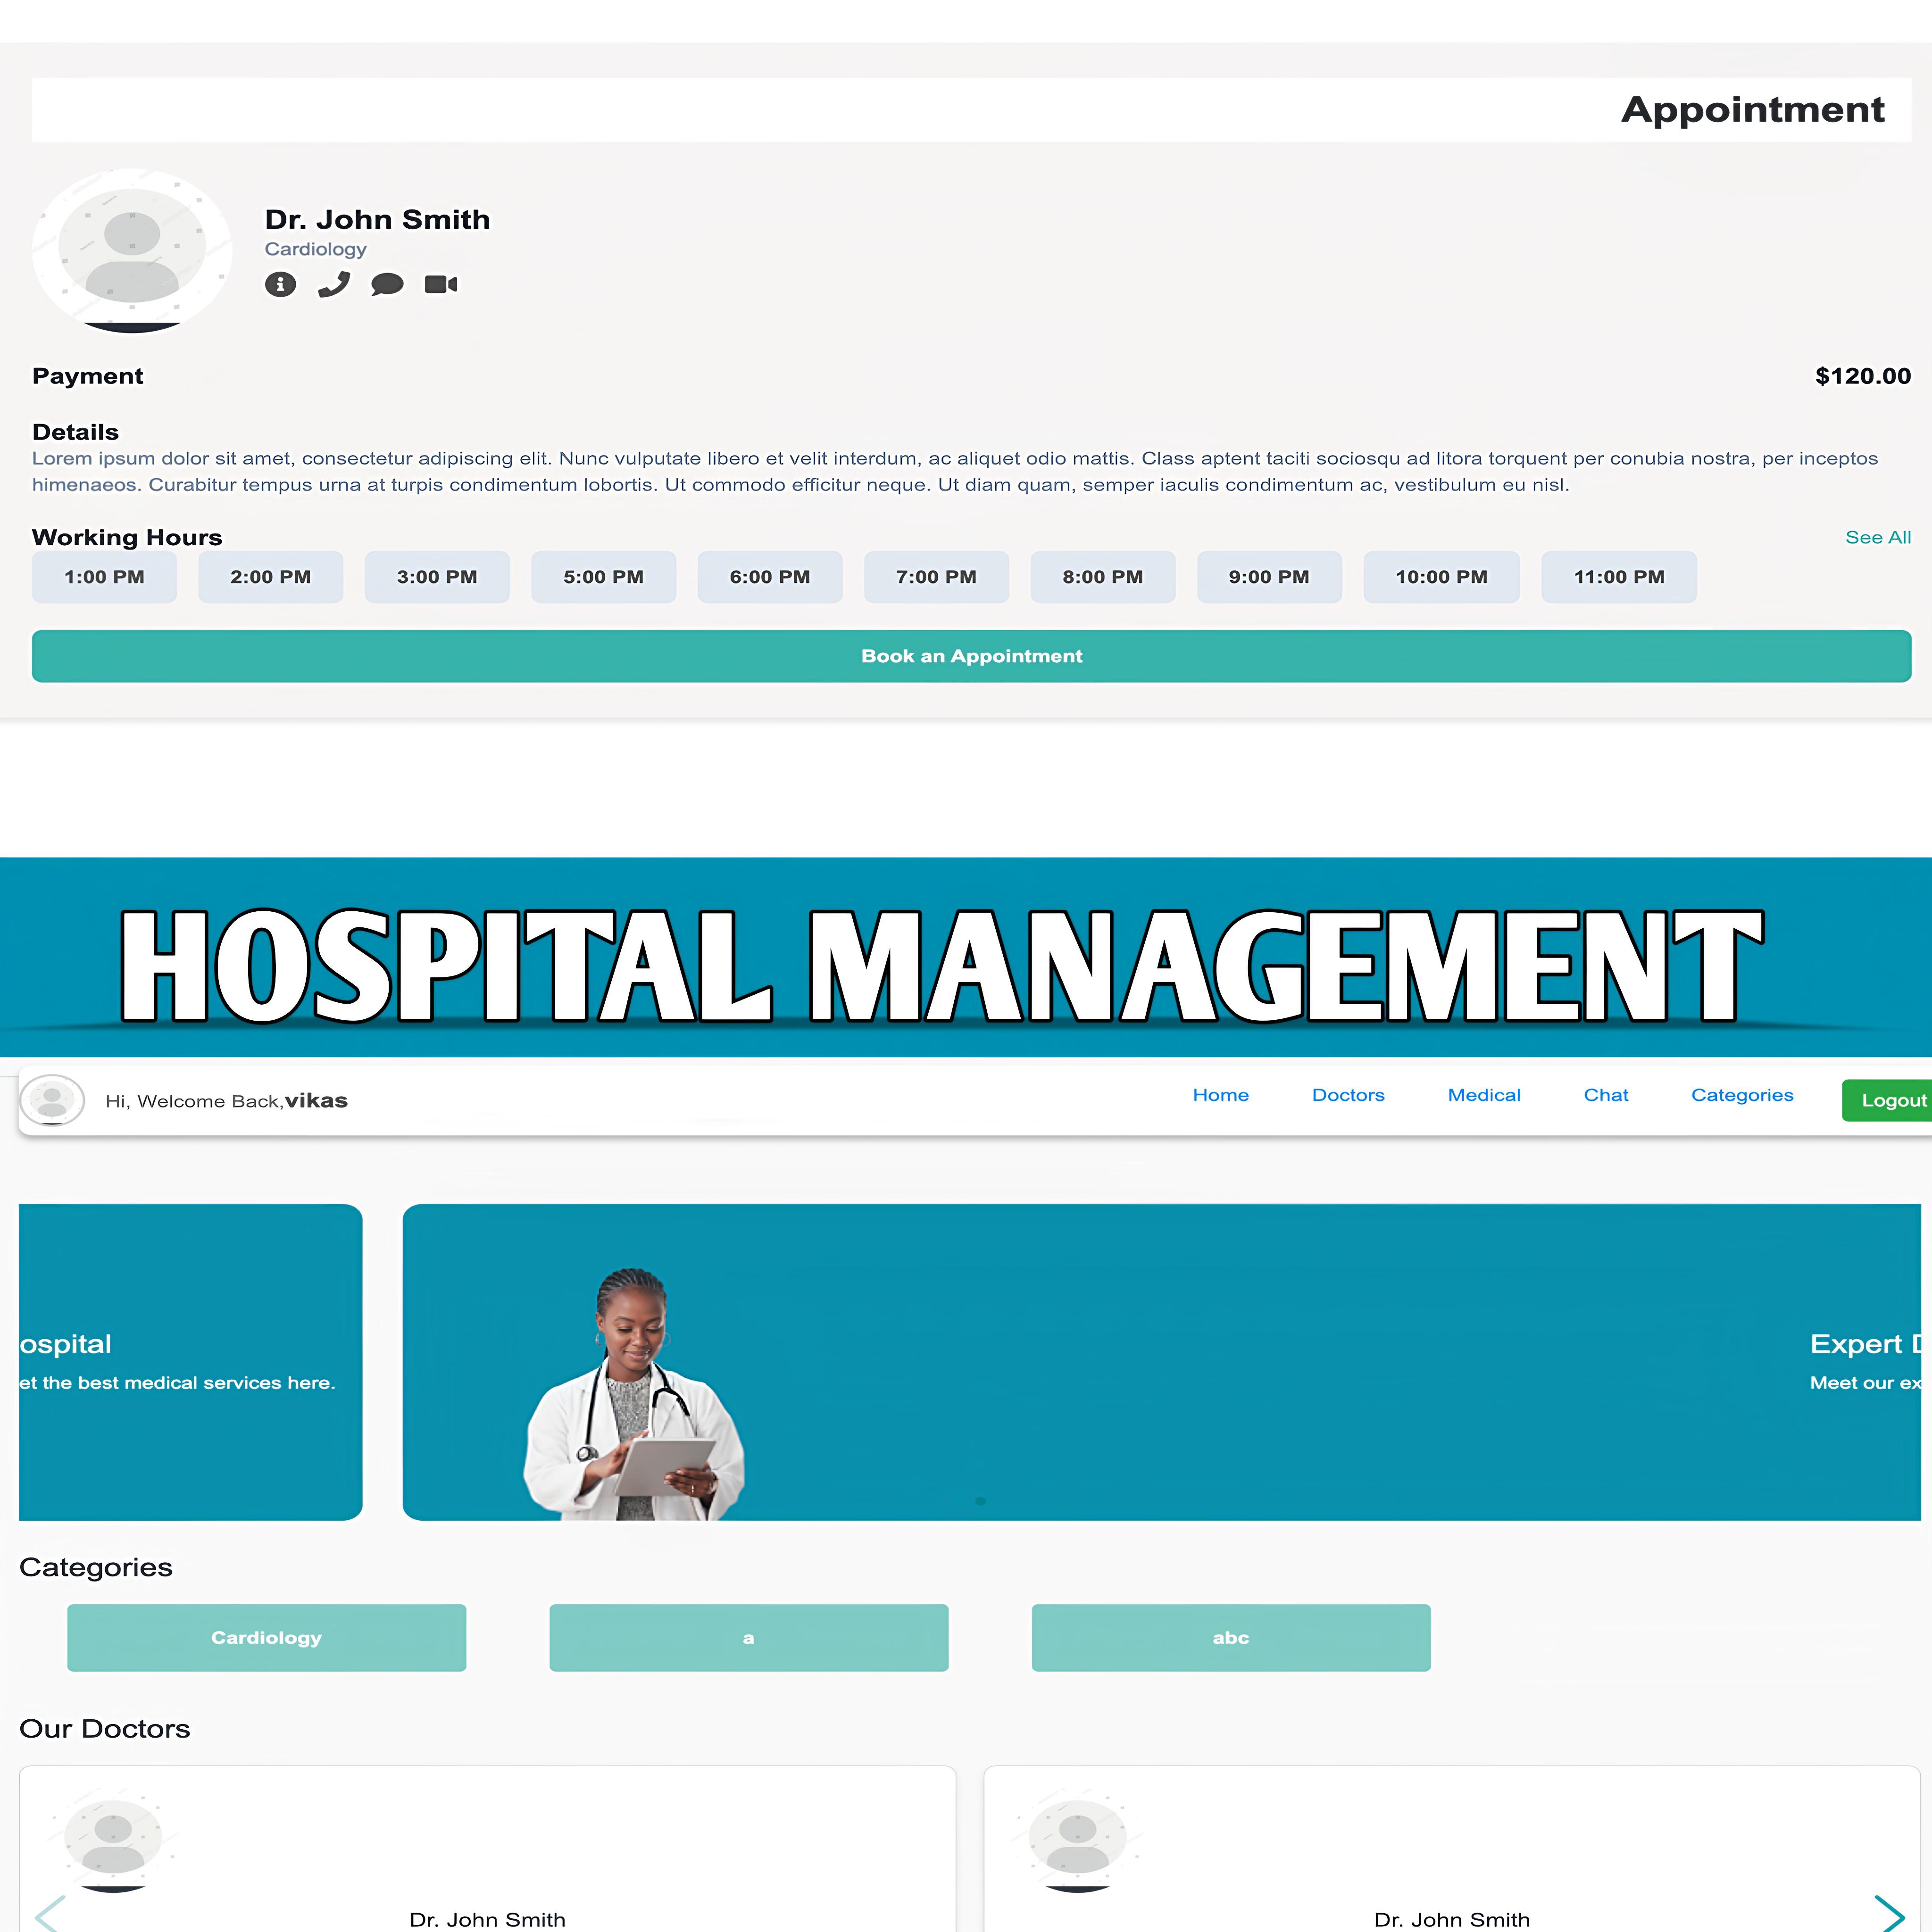 Appointment
Dr. John Smith
Cardiology
Payment $120.00
Details
Lorem ipsum dolor sit amet, consectetur adipiscing elit. Nunc vulputate libero et velit interdum, ac aliquet odio mattis. Class aptent taciti sociosqu ad litora torquent per conubia nostra, per inceptos
himenaeos. Curabitur tempus urna at turpis condimentum lobortis. Ut commodo efficitur neque. Ut diam quam, semper iaculis condimentum ac, vestibulum eu nisl.
Working Hours See All
1:00 PM 2:00 PM 3:00 PM 5:00 PM 6:00 PM 7:00 PM 8:00 PM 9:00 PM 10:00 PM 11:00 PM
Book an Appointment
HOSPITAL MANAGEMENT
Hi, Welcome Back,vikas Home Doctors Medical Chat Categories Logout
ospital Expert D
et the best medical services here. Meet our ex
Categories
Cardiology a abc
Our Doctors
Dr. John Smith Dr. John Smith